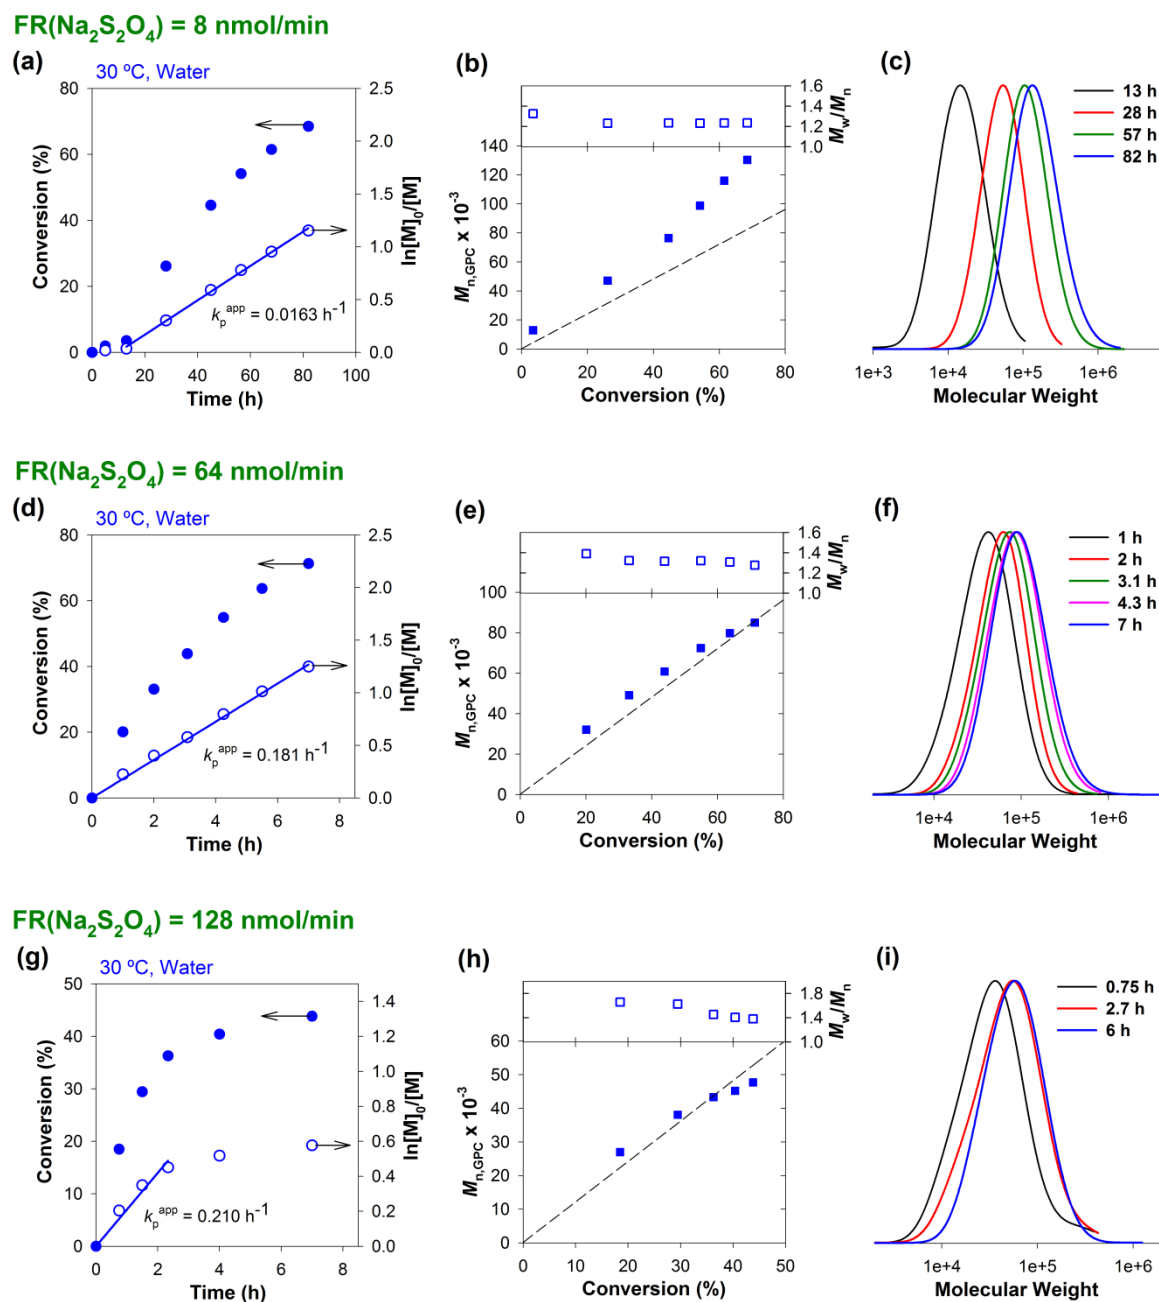 FR(Na₂S₂O₄) = 8 nmol/min
(a)
30 ºC, Water
80
60
40
20
0
Conversion (%)
2.5
2.0
1.5
1.0
0.5
0.0
ln[M]₀/[M]
kₚᵃᵖᵖ = 0.0163 h⁻¹
0 20 40 60 80 100
Time (h)
(b)
1.6
1.4
1.2
1.0
Mw/Mn
140
120
100
80
60
40
20
0
Mn,GPC x 10⁻³
0 20 40 60 80
Conversion (%)
(c)
13 h
28 h
57 h
82 h
1e+3 1e+4 1e+5 1e+6
Molecular Weight
FR(Na₂S₂O₄) = 64 nmol/min
(d)
30 ºC, Water
80
60
40
20
0
Conversion (%)
2.5
2.0
1.5
1.0
0.5
0.0
ln[M]₀/[M]
kₚᵃᵖᵖ = 0.181 h⁻¹
0 2 4 6 8
Time (h)
(e)
1.6
1.4
1.2
1.0
Mw/Mn
100
80
60
40
20
0
Mn,GPC x 10⁻³
0 20 40 60 80
Conversion (%)
(f)
1 h
2 h
3.1 h
4.3 h
7 h
1e+4 1e+5 1e+6
Molecular Weight
FR(Na₂S₂O₄) = 128 nmol/min
(g)
30 ºC, Water
50
40
30
20
10
0
Conversion (%)
1.4
1.2
1.0
0.8
0.6
0.4
0.2
0.0
ln[M]₀/[M]
kₚᵃᵖᵖ = 0.210 h⁻¹
0 2 4 6 8
Time (h)
(h)
1.8
1.4
1.0
Mw/Mn
60
50
40
30
20
10
0
Mn,GPC x 10⁻³
0 10 20 30 40 50
Conversion (%)
(i)
0.75 h
2.7 h
6 h
1e+4 1e+5 1e+6
Molecular Weight